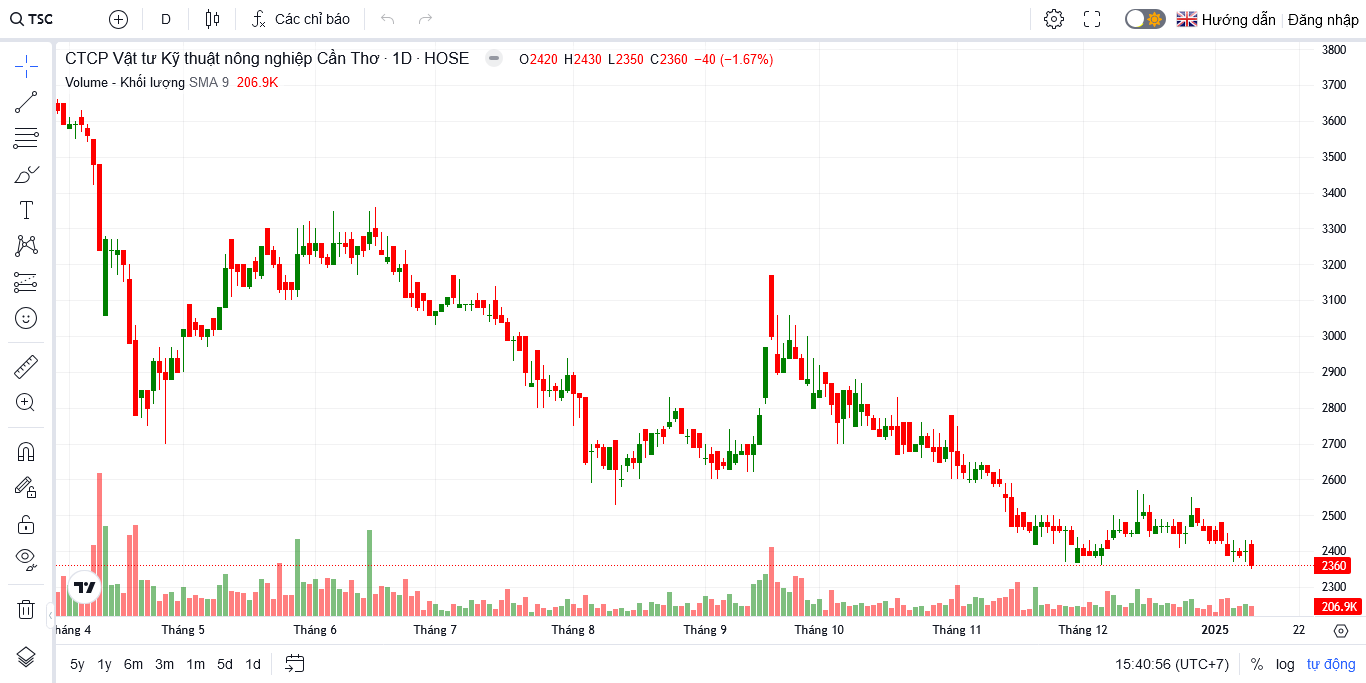 TSC D Các chỉ báo Hướng dẫn Đăng nhập
CTCP Vật tư Kỹ thuật nông nghiệp Cần Thơ · 1D · HOSE O2420 H2430 L2350 C2360 −40 (−1.67%)
Volume - Khối lượng SMA 9 206.9K
3800
3700
3600
3500
3400
3300
3200
3100
3000
2900
2800
2700
2600
2500
2400
2360
2300
206.9K
háng 4 Tháng 5 Tháng 6 Tháng 7 Tháng 8 Tháng 9 Tháng 10 Tháng 11 Tháng 12 2025 22
5y 1y 6m 3m 1m 5d 1d 15:40:56 (UTC+7) % log tự động